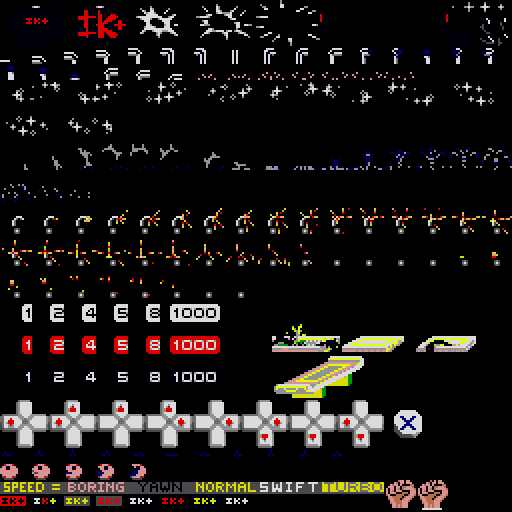 IK+ IK+
1 2 4 5 8 1000
1 2 4 5 8 1000
1 2 4 5 8 1000
X
SPEED = BORING YAWN NORMAL SWIFT TURBO
IK+ IK+ IK+ IK+ IK+ IK+ IK+ IK+